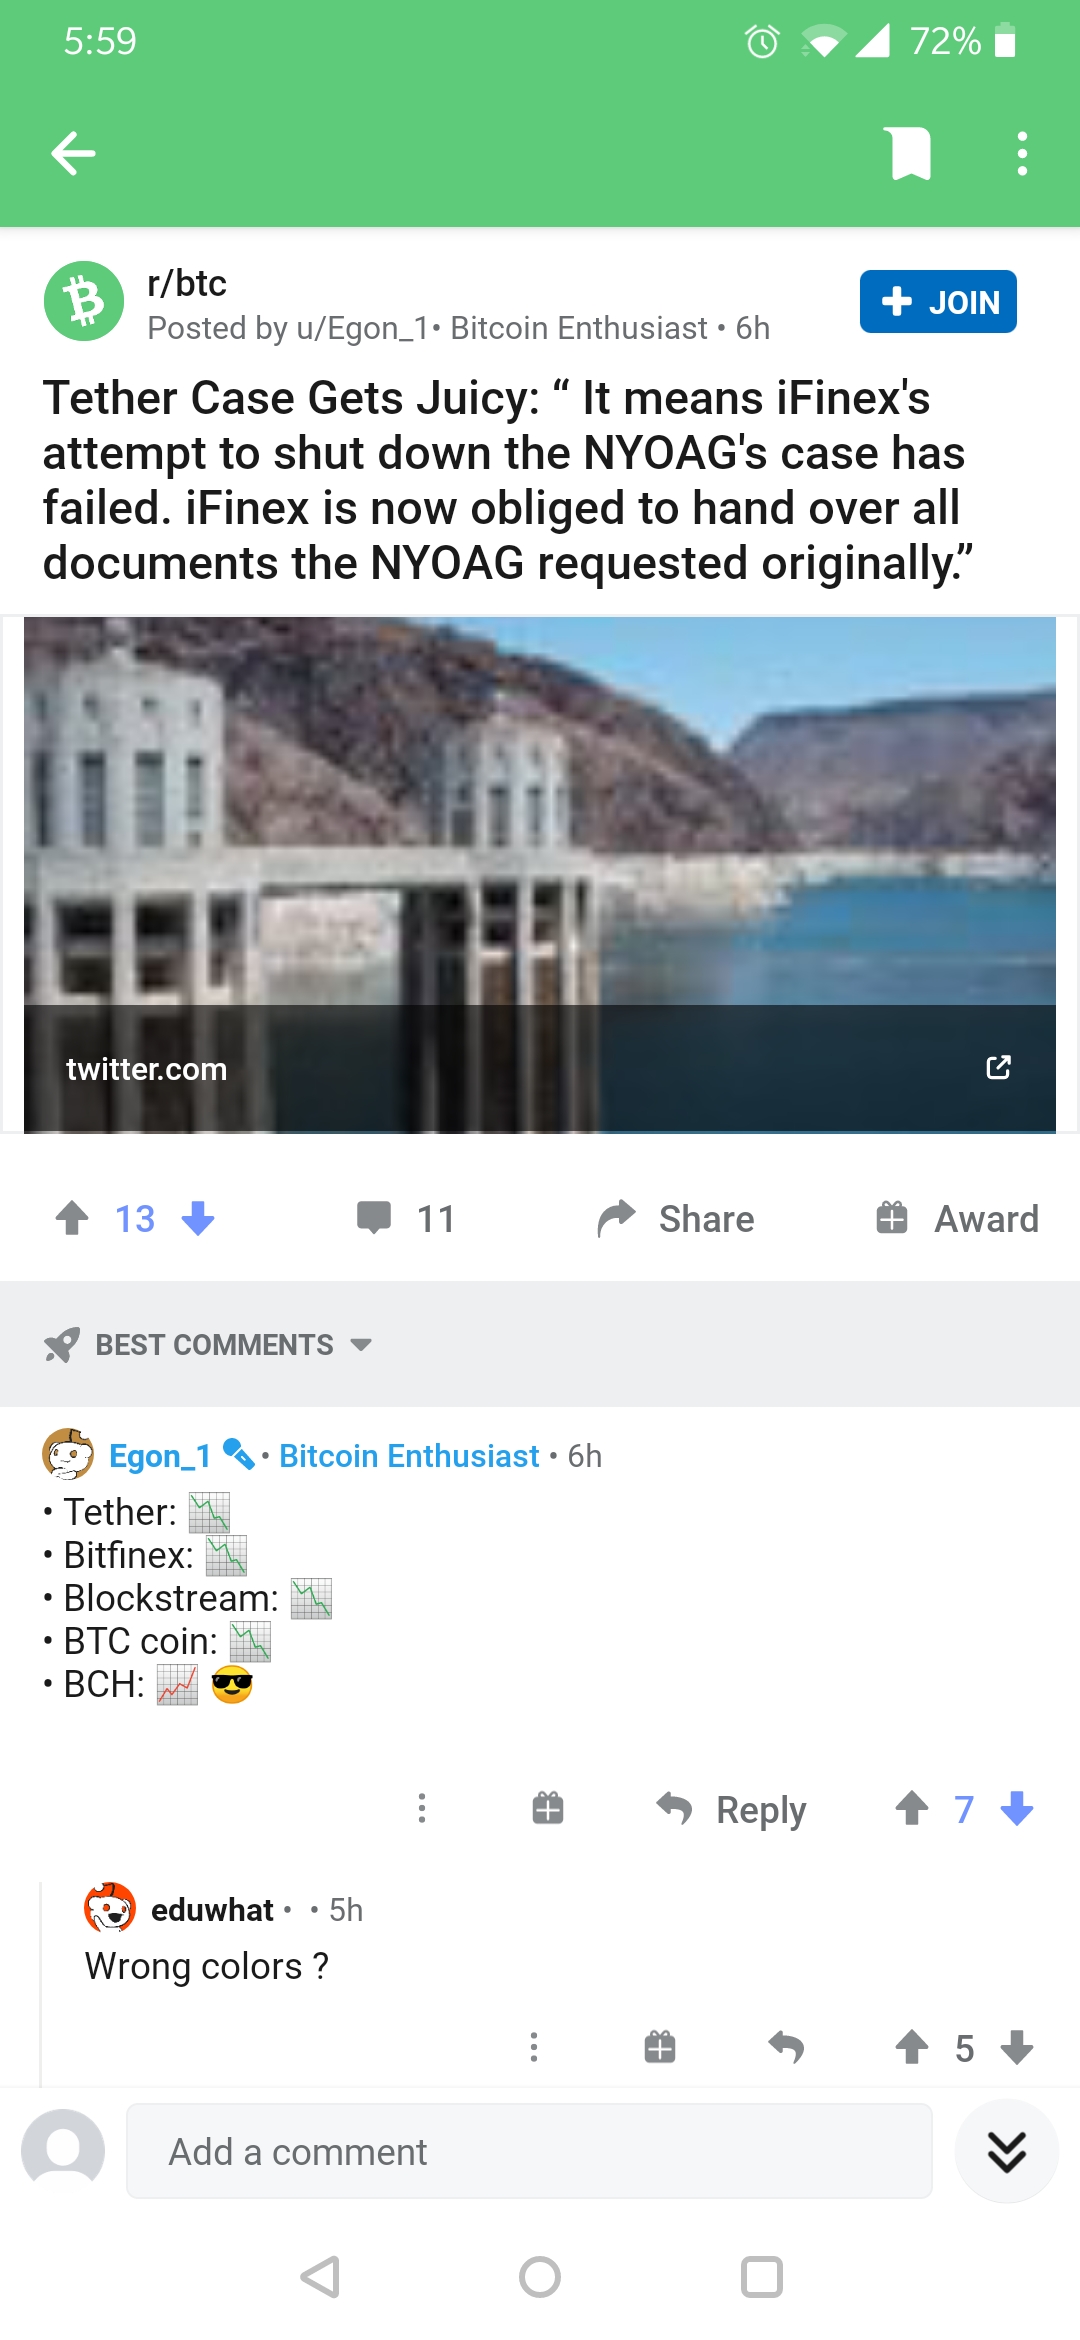 5:59
72%
r/btc
JOIN
Posted by u/Egon_1• Bitcoin Enthusiast • 6h
Tether Case Gets Juicy: “ It means iFinex's
attempt to shut down the NYOAG's case has
failed. iFinex is now obliged to hand over all
documents the NYOAG requested originally.”
twitter.com
13
11
Share
Award
BEST COMMENTS
Egon_1 • Bitcoin Enthusiast • 6h
• Tether: 📉
• Bitfinex: 📉
• Blockstream: 📉
• BTC coin: 📉
• BCH: 📈 😎
Reply
7
eduwhat • • 5h
Wrong colors ?
5
Add a comment